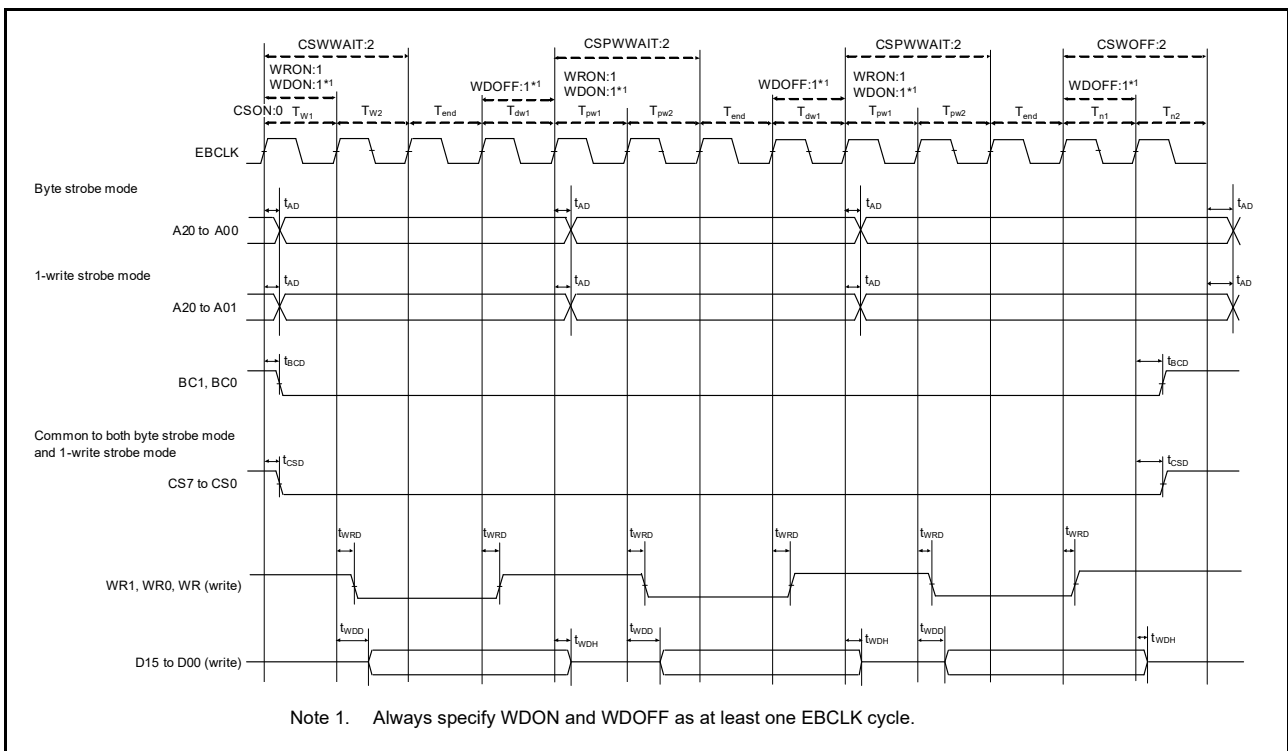 CSWWAIT:2 CSPWWAIT:2 CSPWWAIT:2 CSWOFF:2
WRON:1 WRON:1 WRON:1
WDON:1*1 WDOFF:1*1 WDON:1*1 WDOFF:1*1 WDON:1*1 WDOFF:1*1
CSON:0 TW1 TW2 Tend Tdw1 Tpw1 Tpw2 Tend Tdw1 Tpw1 Tpw2 Tend Tn1 Tn2
EBCLK
Byte strobe mode
tAD tAD tAD tAD
A20 to A00
1-write strobe mode
tAD tAD tAD tAD
A20 to A01
tBCD tBCD
BC1, BC0
Common to both byte strobe mode
and 1-write strobe mode
tCSD tCSD
CS7 to CS0
tWRD tWRD tWRD tWRD tWRD tWRD
WR1, WR0, WR (write)
tWDD tWDH tWDD tWDH tWDD tWDH
D15 to D00 (write)
Note 1. Always specify WDON and WDOFF as at least one EBCLK cycle.